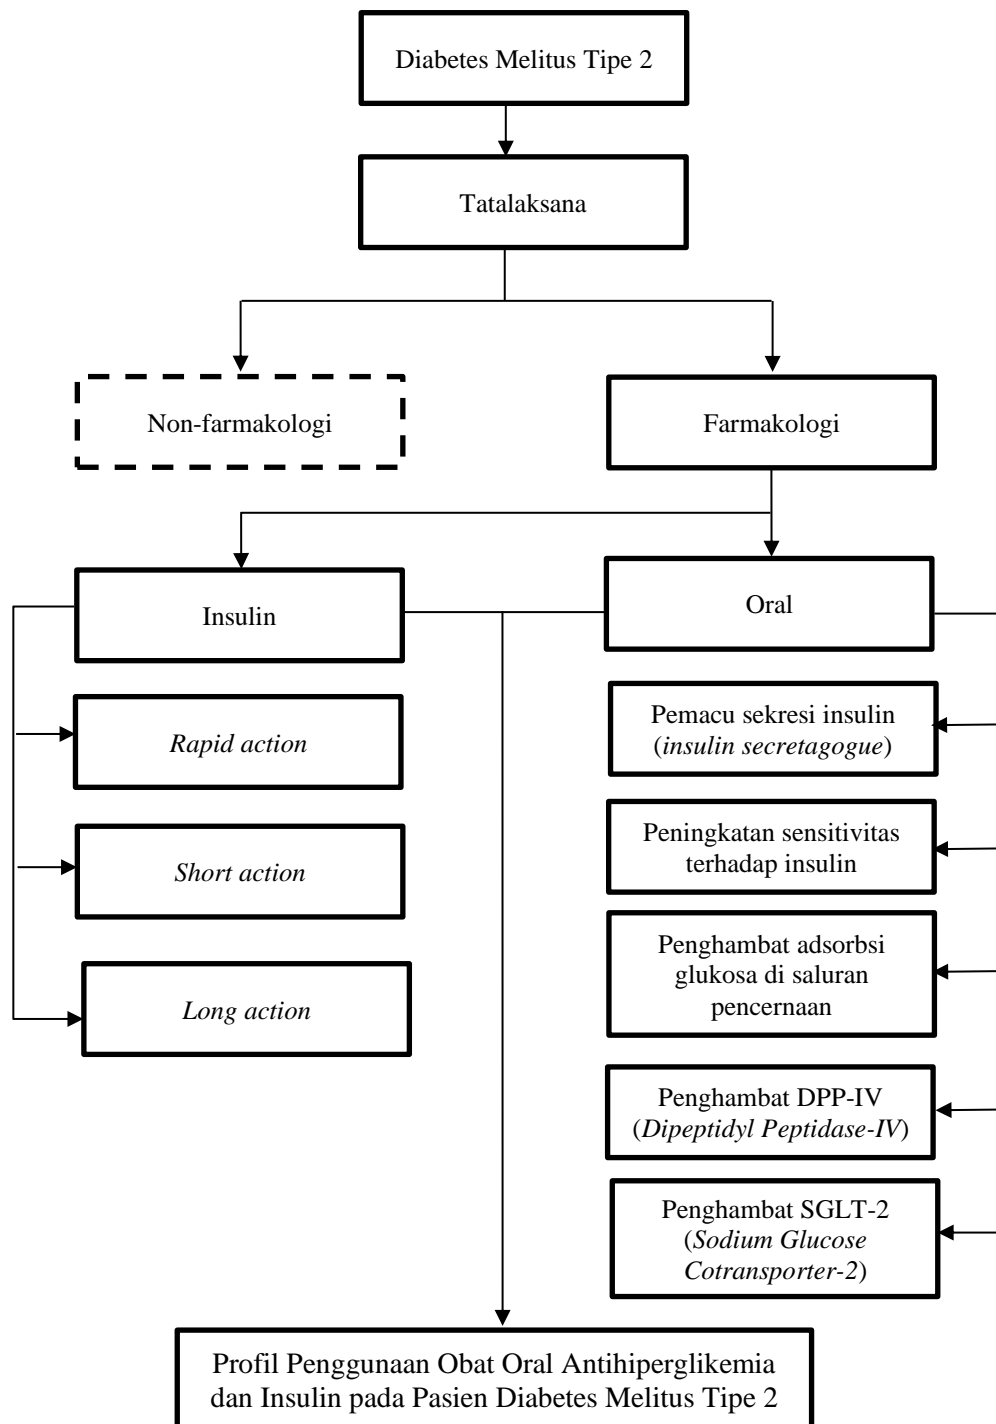 Diabetes Melitus Tipe 2
Tatalaksana
Non-farmakologi
Farmakologi
Insulin
Oral
Rapid action
Short action
Long action
Pemacu sekresi insulin
(insulin secretagogue)
Peningkatan sensitivitas
terhadap insulin
Penghambat adsorbsi
glukosa di saluran
pencernaan
Penghambat DPP-IV
(Dipeptidyl Peptidase-IV)
Penghambat SGLT-2
(Sodium Glucose
Cotransporter-2)
Profil Penggunaan Obat Oral Antihiperglikemia
dan Insulin pada Pasien Diabetes Melitus Tipe 2